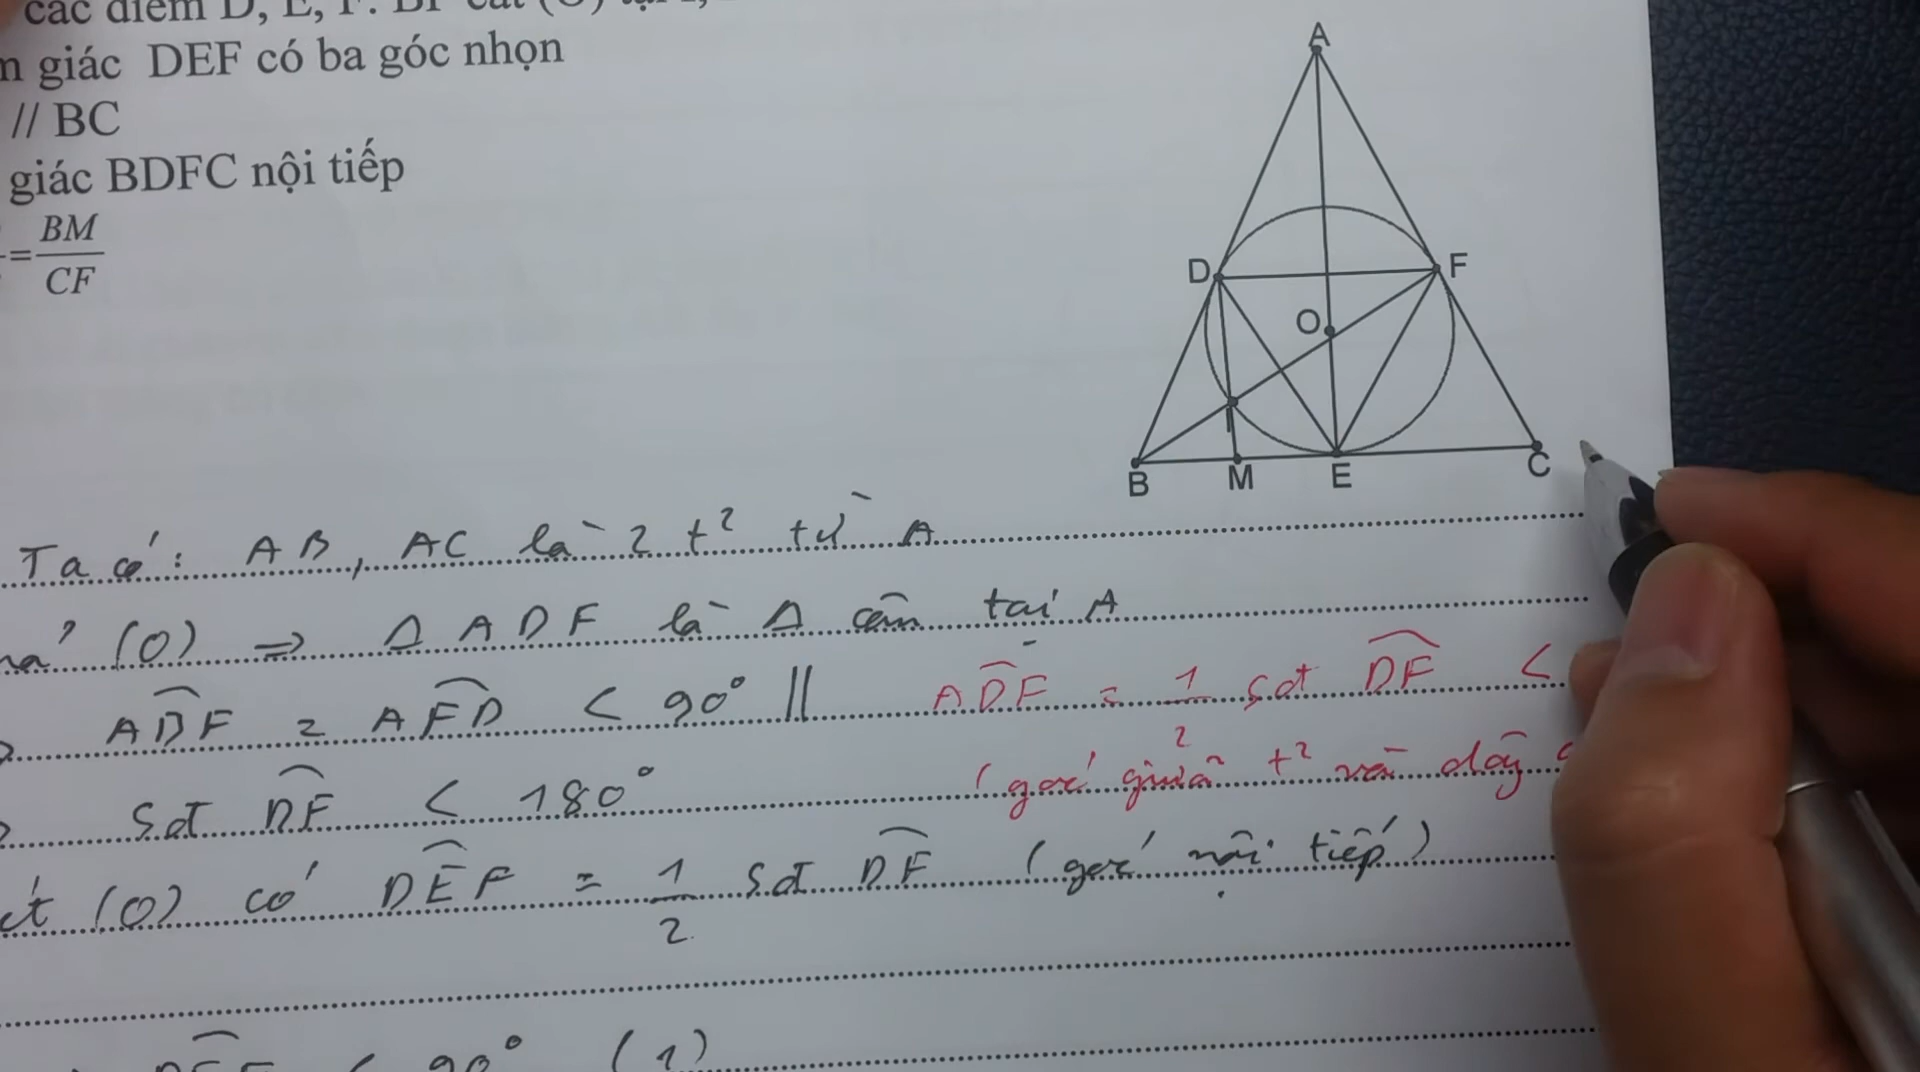 các điểm D, E, F. BF cắt (O) tại I,
giác DEF có ba góc nhọn
// BC
giác BDFC nội tiếp
= BM / CF
A
D F
O
I
B M E C
Ta có: AB, AC là 2 t² từ A
(O) => Δ ADF là Δ cân tại A
ADF = AFD < 90° || ADF = 1/2 sđ DF <
sđ DF < 180° (góc giữa t² và dây
(O) có DEF = 1/2 sđ DF (góc nội tiếp)
DEF < 90° (1)